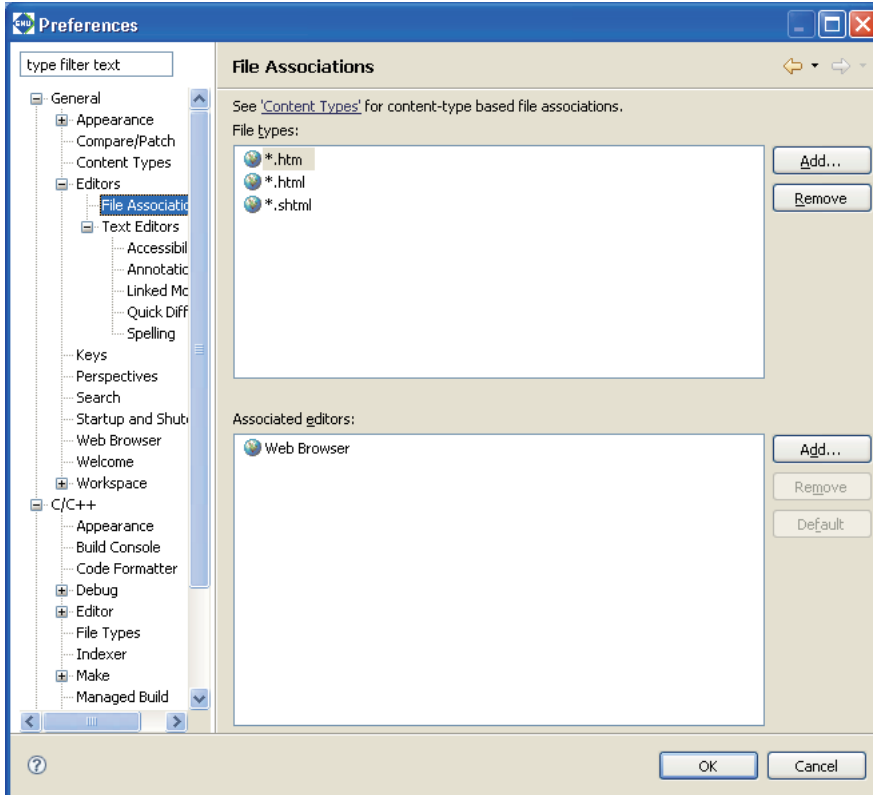 Preferences
type filter text
General
Appearance
Compare/Patch
Content Types
Editors
File Associatio
Text Editors
Accessibil
Annotatic
Linked Mo
Quick Diff
Spelling
Keys
Perspectives
Search
Startup and Shut
Web Browser
Welcome
Workspace
C/C++
Appearance
Build Console
Code Formatter
Debug
Editor
File Types
Indexer
Make
Managed Build
File Associations
See 'Content Types' for content-type based file associations.
File types:
*.htm
*.html
*.shtml
Add...
Remove
Associated editors:
Web Browser
Add...
Remove
Default
OK
Cancel